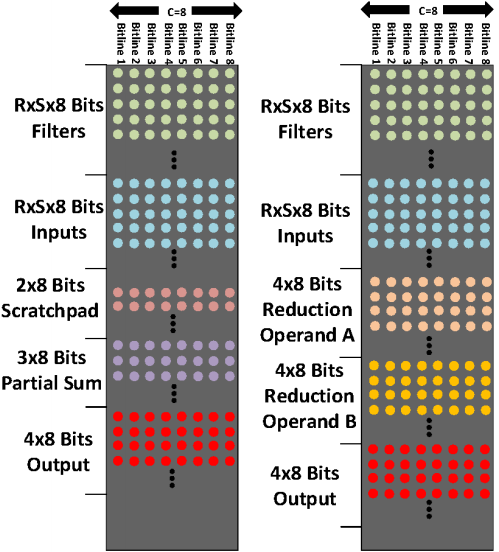 C=8
Bitline 1
Bitline 2
Bitline 3
Bitline 4
Bitline 5
Bitline 6
Bitline 7
Bitline 8
RxSx8 Bits
Filters
RxSx8 Bits
Inputs
2x8 Bits
Scratchpad
3x8 Bits
Partial Sum
4x8 Bits
Output
C=8
Bitline 1
Bitline 2
Bitline 3
Bitline 4
Bitline 5
Bitline 6
Bitline 7
Bitline 8
RxSx8 Bits
Filters
RxSx8 Bits
Inputs
4x8 Bits
Reduction
Operand A
4x8 Bits
Reduction
Operand B
4x8 Bits
Output